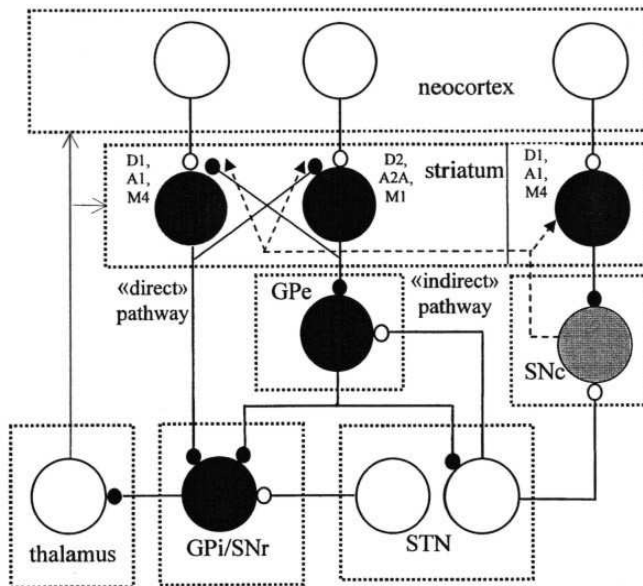 neocortex
D1,
A1,
M4
D2,
A2A,
M1
striatum
D1,
A1,
M4
«direct»
pathway
GPe
«indirect»
pathway
SNc
thalamus
GPi/SNr
STN